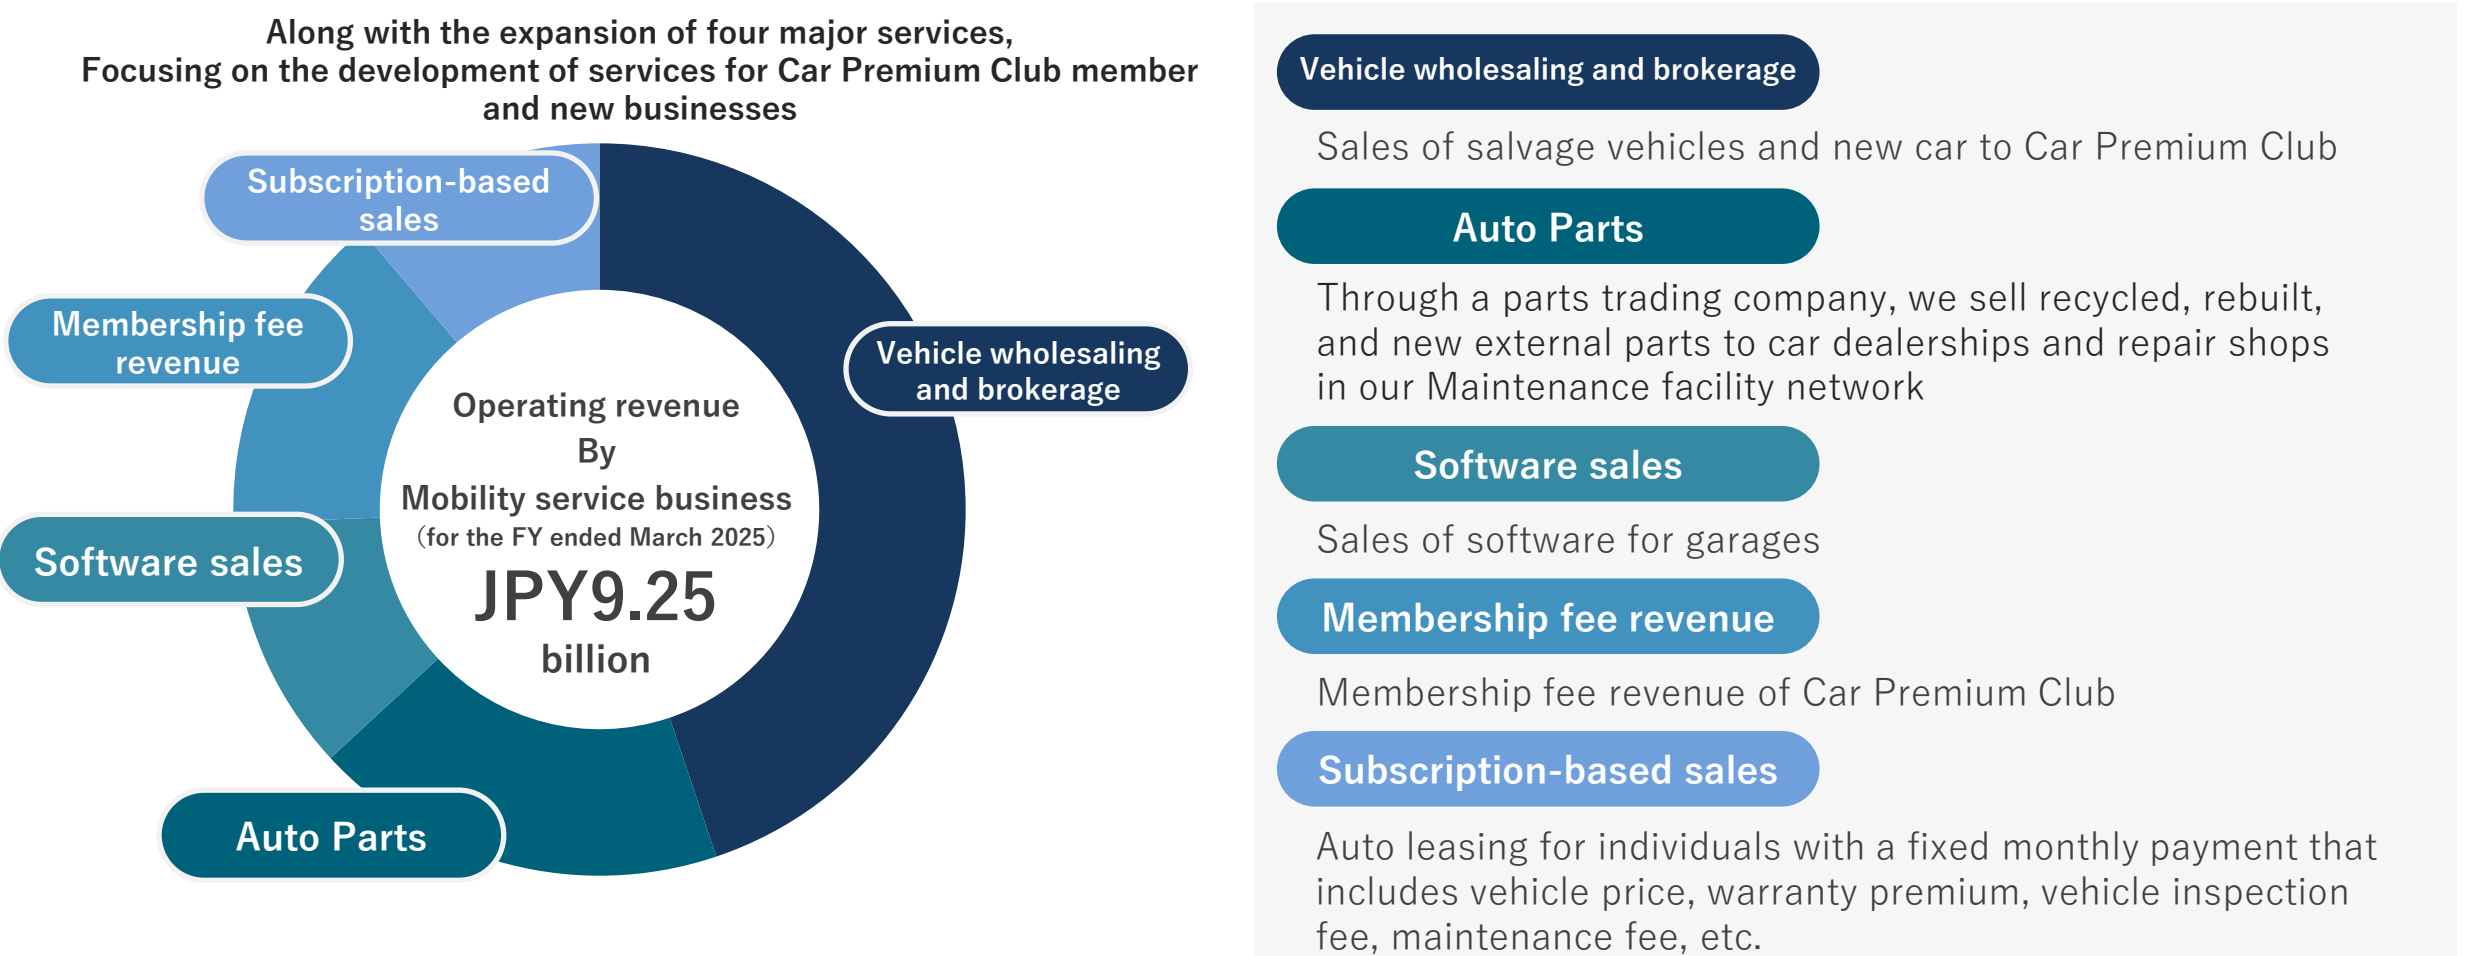 Along with the expansion of four major services,
Focusing on the development of services for Car Premium Club member
and new businesses
Subscription-based
sales
Membership fee
revenue
Vehicle wholesaling
and brokerage
Software sales
Auto Parts
Operating revenue
By
Mobility service business
(for the FY ended March 2025)
JPY9.25
billion
Vehicle wholesaling and brokerage
Sales of salvage vehicles and new car to Car Premium Club
Auto Parts
Through a parts trading company, we sell recycled, rebuilt,
and new external parts to car dealerships and repair shops
in our Maintenance facility network
Software sales
Sales of software for garages
Membership fee revenue
Membership fee revenue of Car Premium Club
Subscription-based sales
Auto leasing for individuals with a fixed monthly payment that
includes vehicle price, warranty premium, vehicle inspection
fee, maintenance fee, etc.